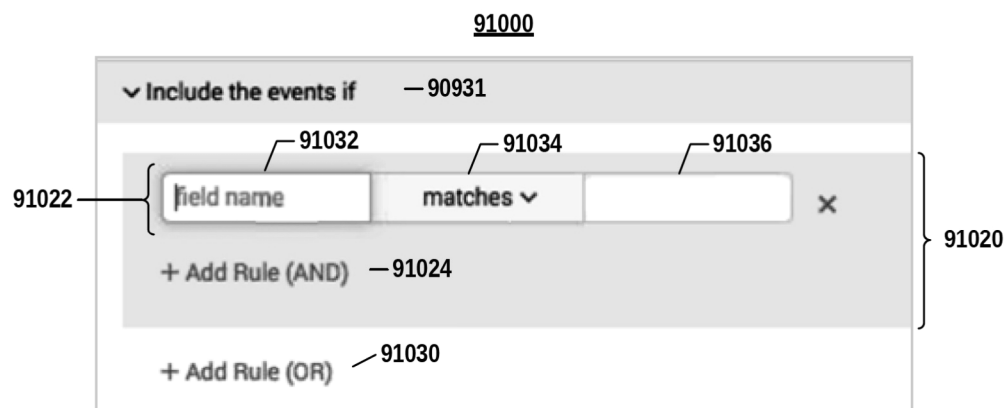 91000
Include the events if 90931
91032 91034 91036
91022 field name matches × 91020
+ Add Rule (AND) 91024
+ Add Rule (OR) 91030